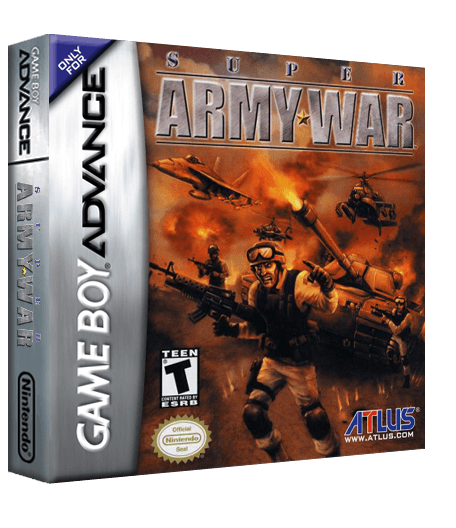 GAME BOY
ADVANCE
SUPER
ARMY WAR
Nintendo®
ONLY
FOR
GAME BOY ADVANCE
SUPER
ARMY WAR
TEEN
T
CONTENT RATED BY
ESRB
Official
Nintendo
Seal
ATLUS®
WWW.ATLUS.COM